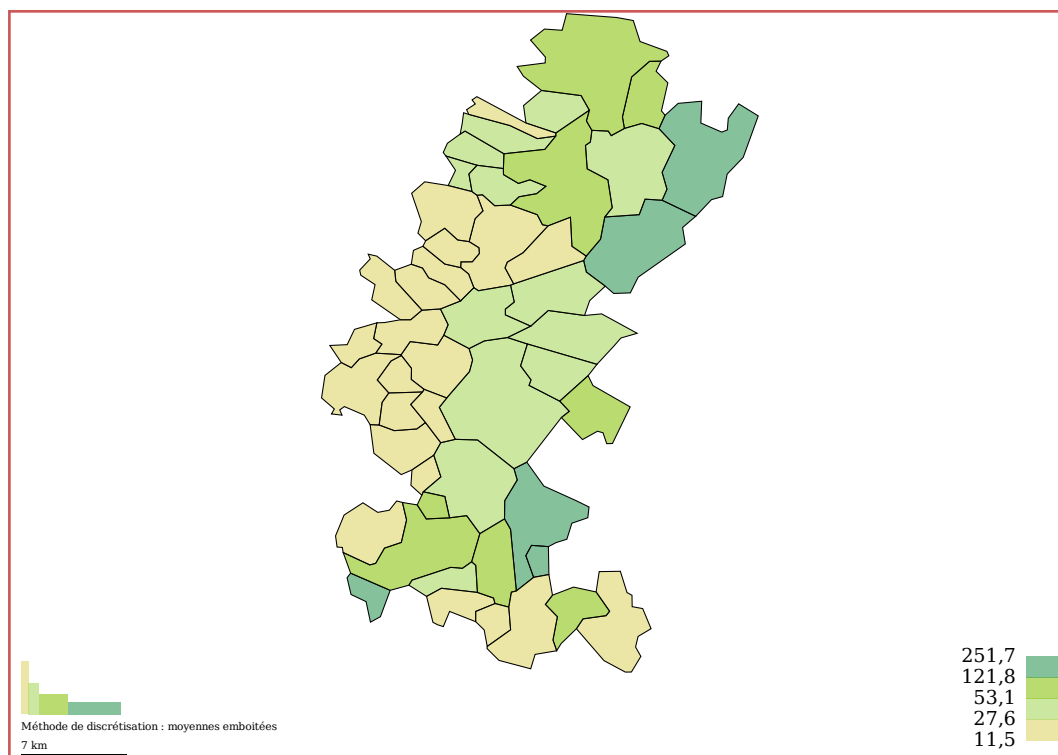 251,7
121,8
53,1
27,6
11,5
Méthode de discrétisation : moyennes emboitées
7 km